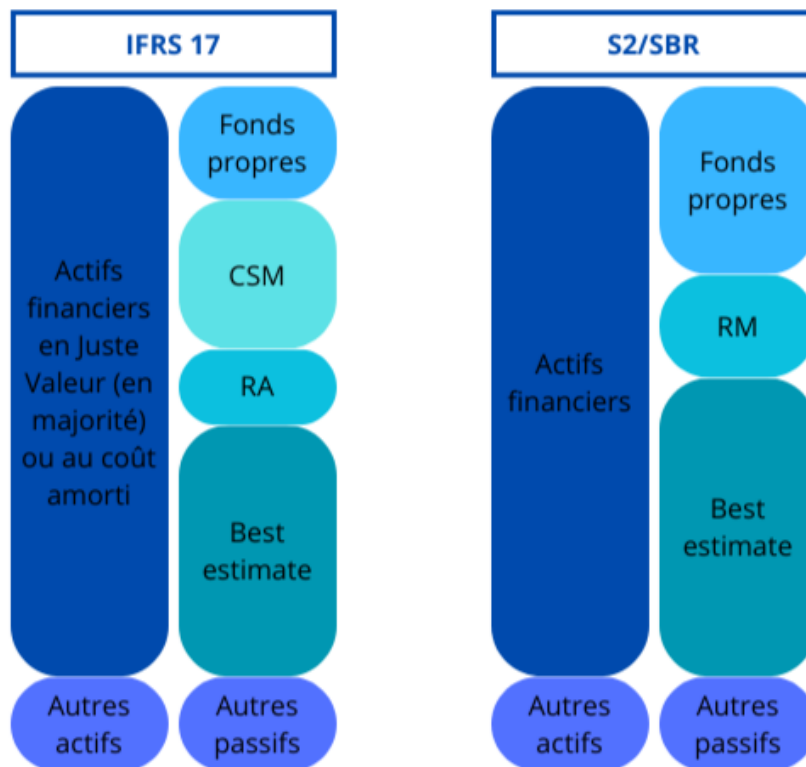 IFRS 17
Actifs
financiers
en Juste
Valeur (en
majorité)
ou au coût
amorti
Autres
actifs
Fonds
propres
CSM
RA
Best
estimate
Autres
passifs
S2/SBR
Actifs
financiers
Autres
actifs
Fonds
propres
RM
Best
estimate
Autres
passifs